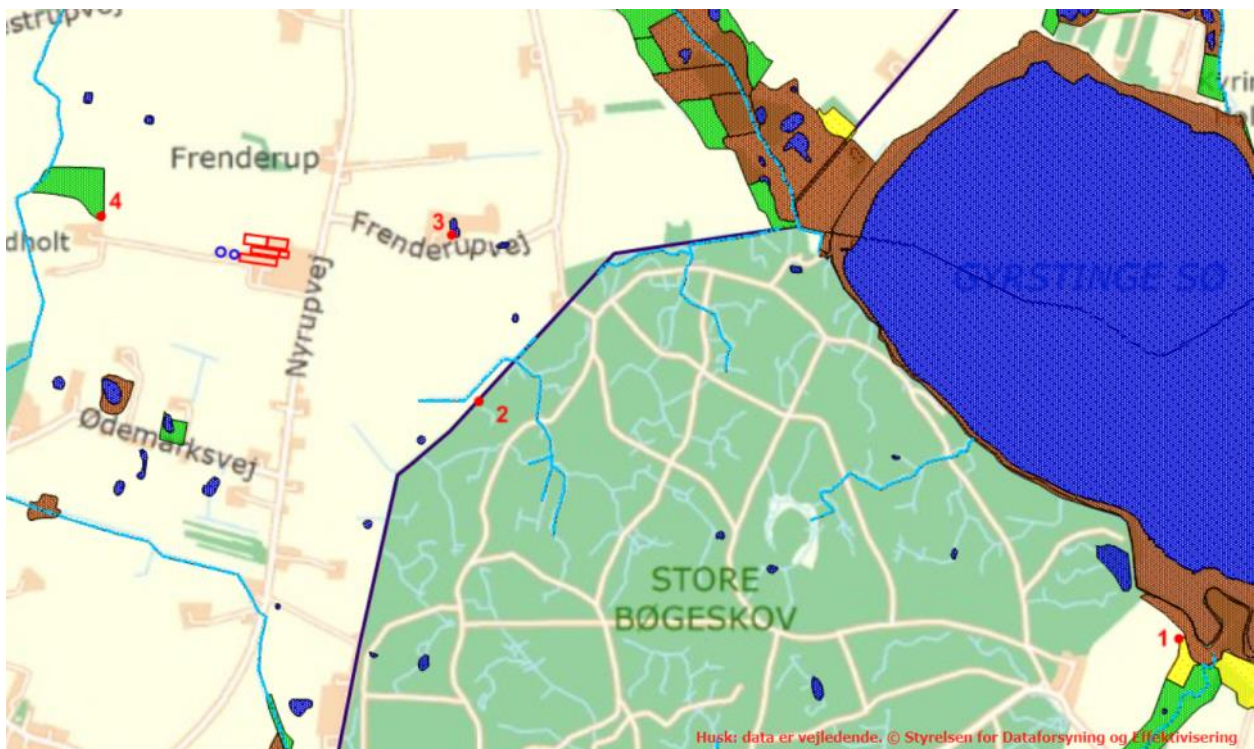 Frenderup
4
3
Frenderupvej
GYRSTINGE SØ
Nyrupvej
2
Ødemarksvej
STORE
BØGESKOV
1
Husk: data er vejledende. © Styrelsen for Dataforsyning og Effektivisering